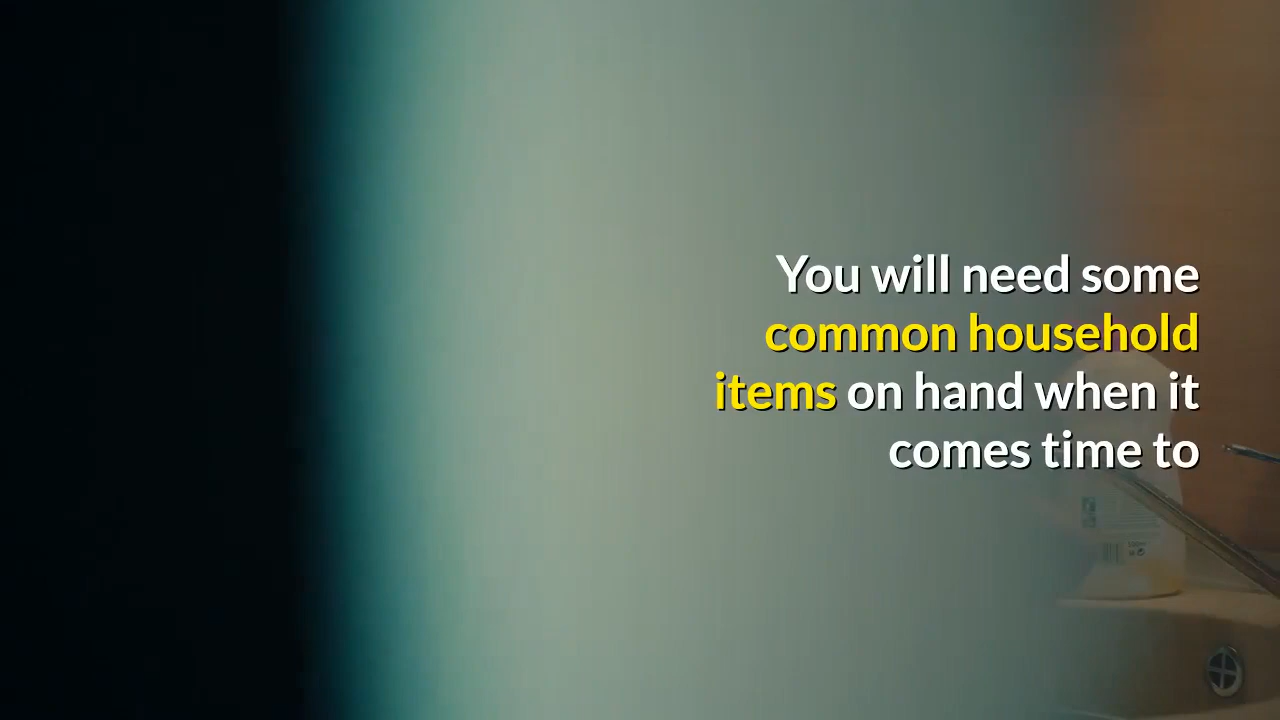 You will need some
common household
items on hand when it
comes time to